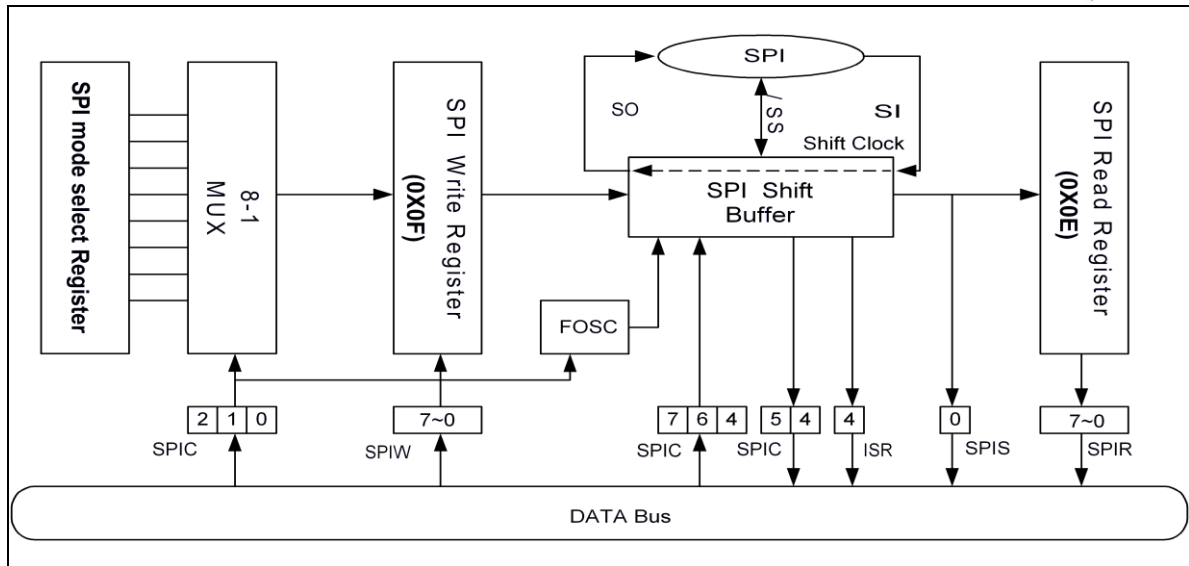 SPI mode select Register
8-1
MUX
SPI Write Register
(0X0F)
SPI
SO
/SS
SI
Shift Clock
SPI Shift
Buffer
SPI Read Register
(0X0E)
FOSC
2 1 0
SPIC
7~0
SPIW
7 6 4
SPIC
5 4
SPIC
4
ISR
0
SPIS
7~0
SPIR
DATA Bus